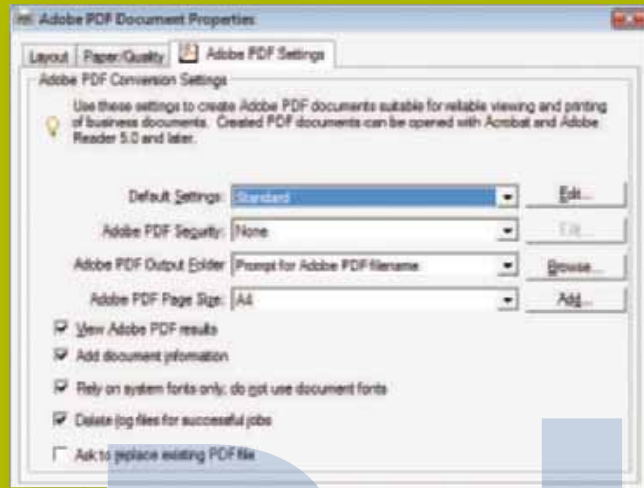 Adobe PDF Document Properties
Layout Paper/Quality Adobe PDF Settings
Adobe PDF Conversion Settings
Use these settings to create Adobe PDF documents suitable for reliable viewing and printing
of business documents. Created PDF documents can be opened with Acrobat and Adobe
Reader 5.0 and later.
Default Settings: Standard Edit...
Adobe PDF Security: None Edit...
Adobe PDF Output Folder Prompt for Adobe PDF filename Browse...
Adobe PDF Page Size: A4 Add...
View Adobe PDF results
Add document information
Rely on system fonts only; do not use document fonts
Delete log files for successful jobs
Ask to replace existing PDF file